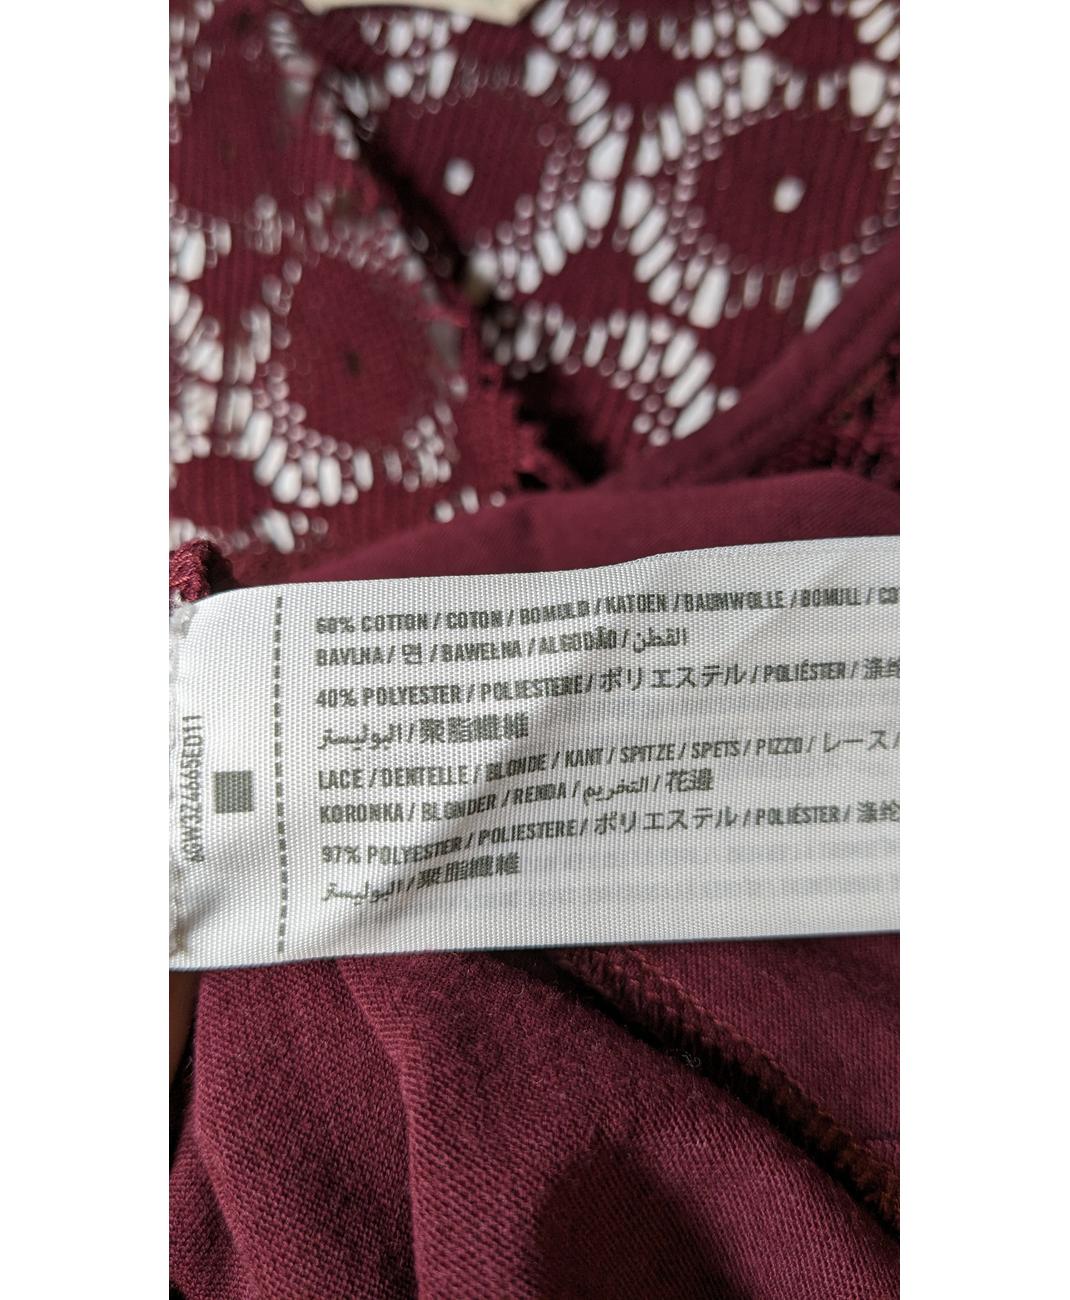 60% COTTON / COTON / BOMULD / KATOEN / BAUMWOLLE / BOMULL / CO
BAVLNA / 면 / BAWEŁNA / ALGODÃO / القطن
40% POLYESTER / POLIESTERE / ポリエステル / POLIÉSTER / 涤纶
البوليستر / 聚脂纖維
LACE / DENTELLE / BLONDE / KANT / SPITZE / SPETS / PIZZO / レース /
KORONKA / BLONDER / RENDA / التخريم / 花邊
97% POLYESTER / POLIESTERE / ポリエステル / POLIÉSTER / 涤纶
البوليستر / 聚脂纖維